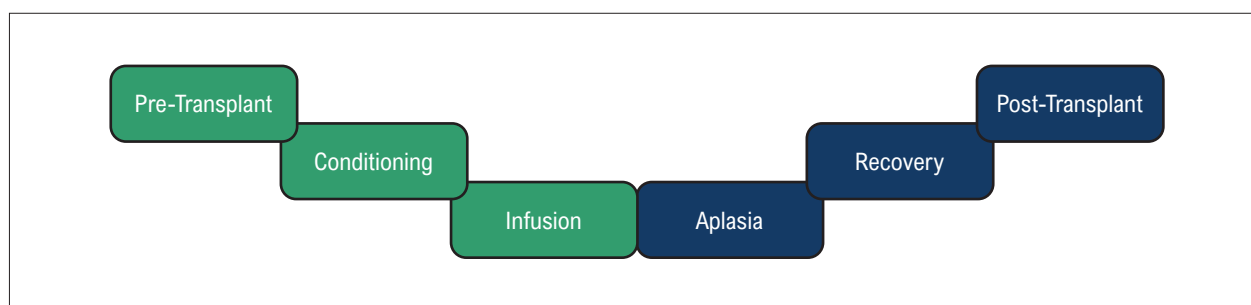 Pre-Transplant
Conditioning
Infusion
Aplasia
Recovery
Post-Transplant